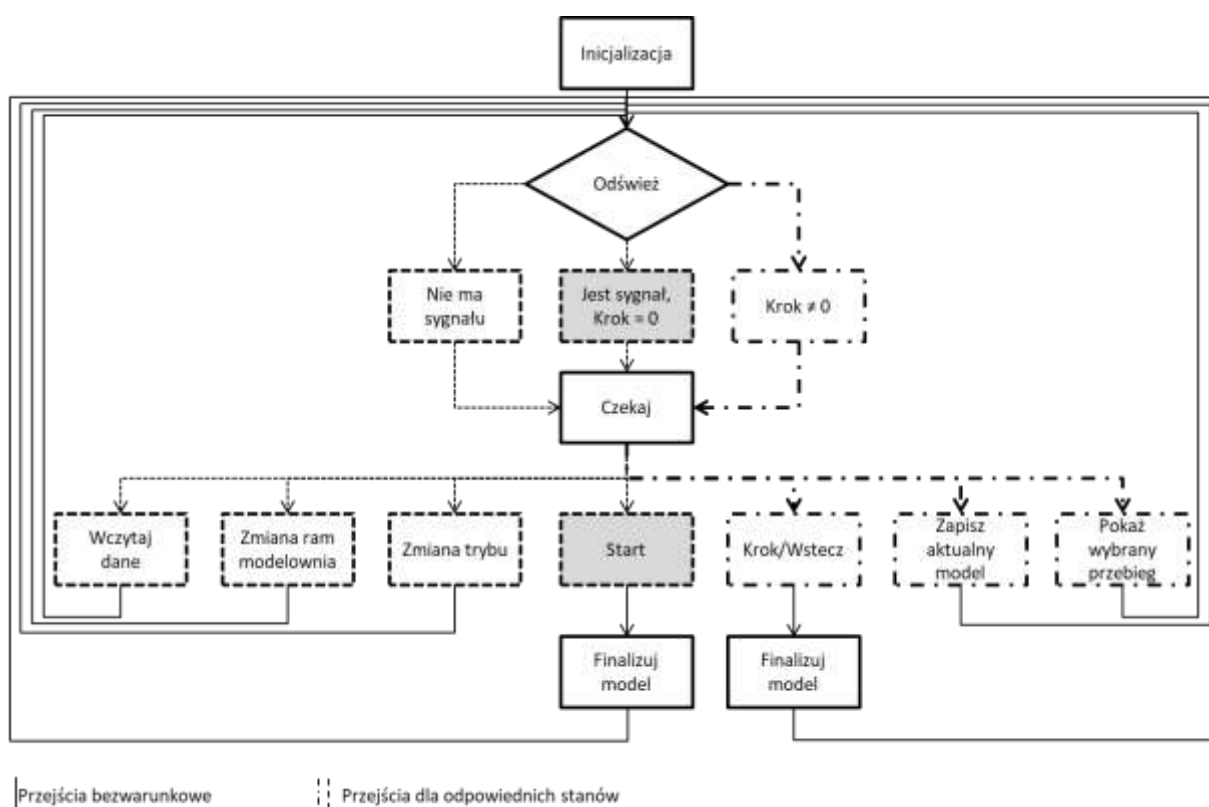 Inicjalizacja
Odśwież
Nie ma
sygnału
Jest sygnał,
Krok = 0
Krok ≠ 0
Czekaj
Wczytaj
dane
Zmiana ram
modelownia
Zmiana trybu
Start
Krok/Wstecz
Zapisz
aktualny
model
Pokaż
wybrany
przebieg
Finalizuj
model
Finalizuj
model
Przejścia bezwarunkowe
Przejścia dla odpowiednich stanów